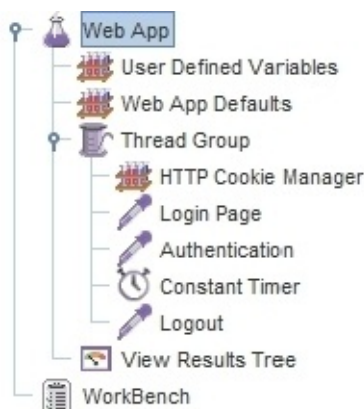 Web App
User Defined Variables
Web App Defaults
Thread Group
HTTP Cookie Manager
Login Page
Authentication
Constant Timer
Logout
View Results Tree
WorkBench